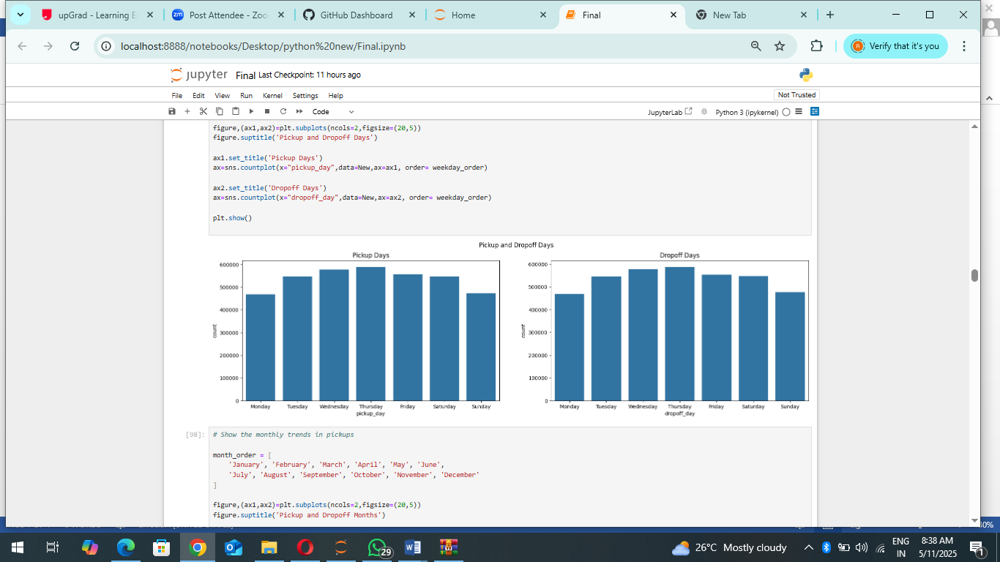 upGrad - Learning E
Post Attendee - Zoo
GitHub Dashboard
Home
Final
New Tab
localhost:8888/notebooks/Desktop/python%20new/Final.ipynb
Verify that it's you
jupyter Final Last Checkpoint: 11 hours ago
File Edit View Run Kernel Settings Help
Not Trusted
Code
JupyterLab
Python 3 (ipykernel)
figure,(ax1,ax2)=plt.subplots(ncols=2,figsize=(20,5))
figure.suptitle('Pickup and Dropoff Days')
ax1.set_title('Pickup Days')
ax=sns.countplot(x="pickup_day",data=New,ax=ax1, order= weekday_order)
ax2.set_title('Dropoff Days')
ax=sns.countplot(x="dropoff_day",data=New,ax=ax2, order= weekday_order)
plt.show()
Pickup and Dropoff Days
Pickup Days
600000
500000
400000
300000
200000
100000
0
count
Monday Tuesday Wednesday Thursday Friday Saturday Sunday
pickup_day
Dropoff Days
600000
500000
400000
300000
200000
100000
0
count
Monday Tuesday Wednesday Thursday Friday Saturday Sunday
dropoff_day
[98]:
# Show the monthly trends in pickups
month_order = [
'January', 'February', 'March', 'April', 'May', 'June',
'July', 'August', 'September', 'October', 'November', 'December'
]
figure,(ax1,ax2)=plt.subplots(ncols=2,figsize=(20,5))
figure.suptitle('Pickup and Dropoff Months')
29
26°C Mostly cloudy
ENG
IN
8:38 AM
5/11/2025
1